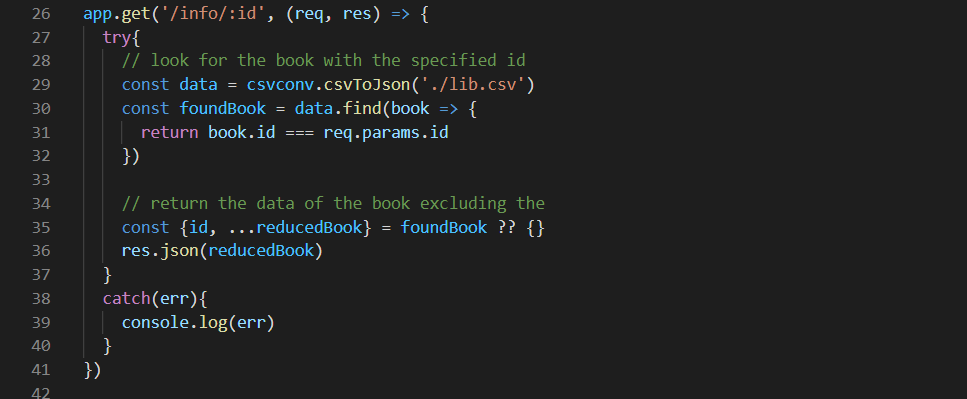 26 app.get('/info/:id', (req, res) => {
27 try{
28 // look for the book with the specified id
29 const data = csvconv.csvToJson('./lib.csv')
30 const foundBook = data.find(book => {
31 return book.id === req.params.id
32 })
33
34 // return the data of the book excluding the
35 const {id, ...reducedBook} = foundBook ?? {}
36 res.json(reducedBook)
37 }
38 catch(err){
39 console.log(err)
40 }
41 })
42